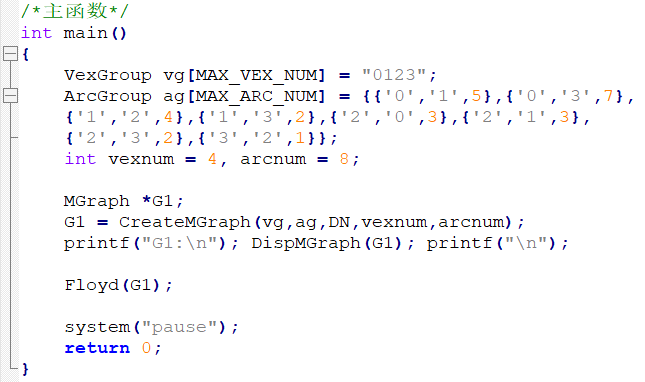 /*主函数*/
int main()
{
VexGroup vg[MAX_VEX_NUM] = "0123";
ArcGroup ag[MAX_ARC_NUM] = {{'0','1',5},{'0','3',7},
{'1','2',4},{'1','3',2},{'2','0',3},{'2','1',3},
{'2','3',2},{'3','2',1}};
int vexnum = 4, arcnum = 8;
MGraph *G1;
G1 = CreateMGraph(vg,ag,DN,vexnum,arcnum);
printf("G1:\n"); DispMGraph(G1); printf("\n");
Floyd(G1);
system("pause");
return 0;
}